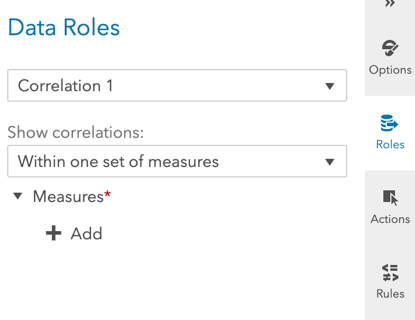 Data Roles
Correlation 1
Show correlations:
Within one set of measures
Measures*
Add
Options
Roles
Actions
Rules